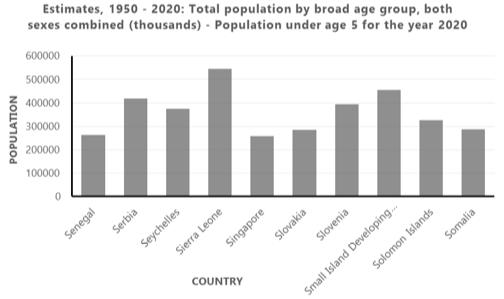 Estimates, 1950 - 2020: Total population by broad age group, both
sexes combined (thousands) - Population under age 5 for the year 2020
600000
500000
400000
300000
200000
100000
0
POPULATION
Senegal
Serbia
Seychelles
Sierra Leone
Singapore
Slovakia
Slovenia
Small Island Developing...
Solomon Islands
Somalia
COUNTRY